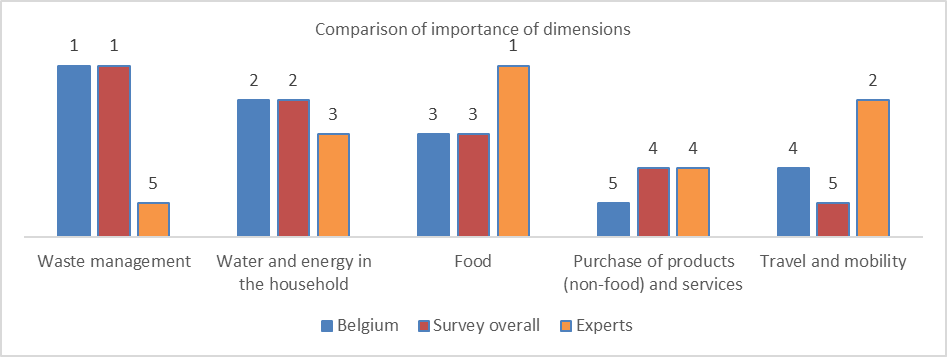 Comparison of importance of dimensions
1 1 5
2 2 3
3 3 1
5 4 4
4 5 2
Waste management
Water and energy in
the household
Food
Purchase of products
(non-food) and services
Travel and mobility
Belgium Survey overall Experts